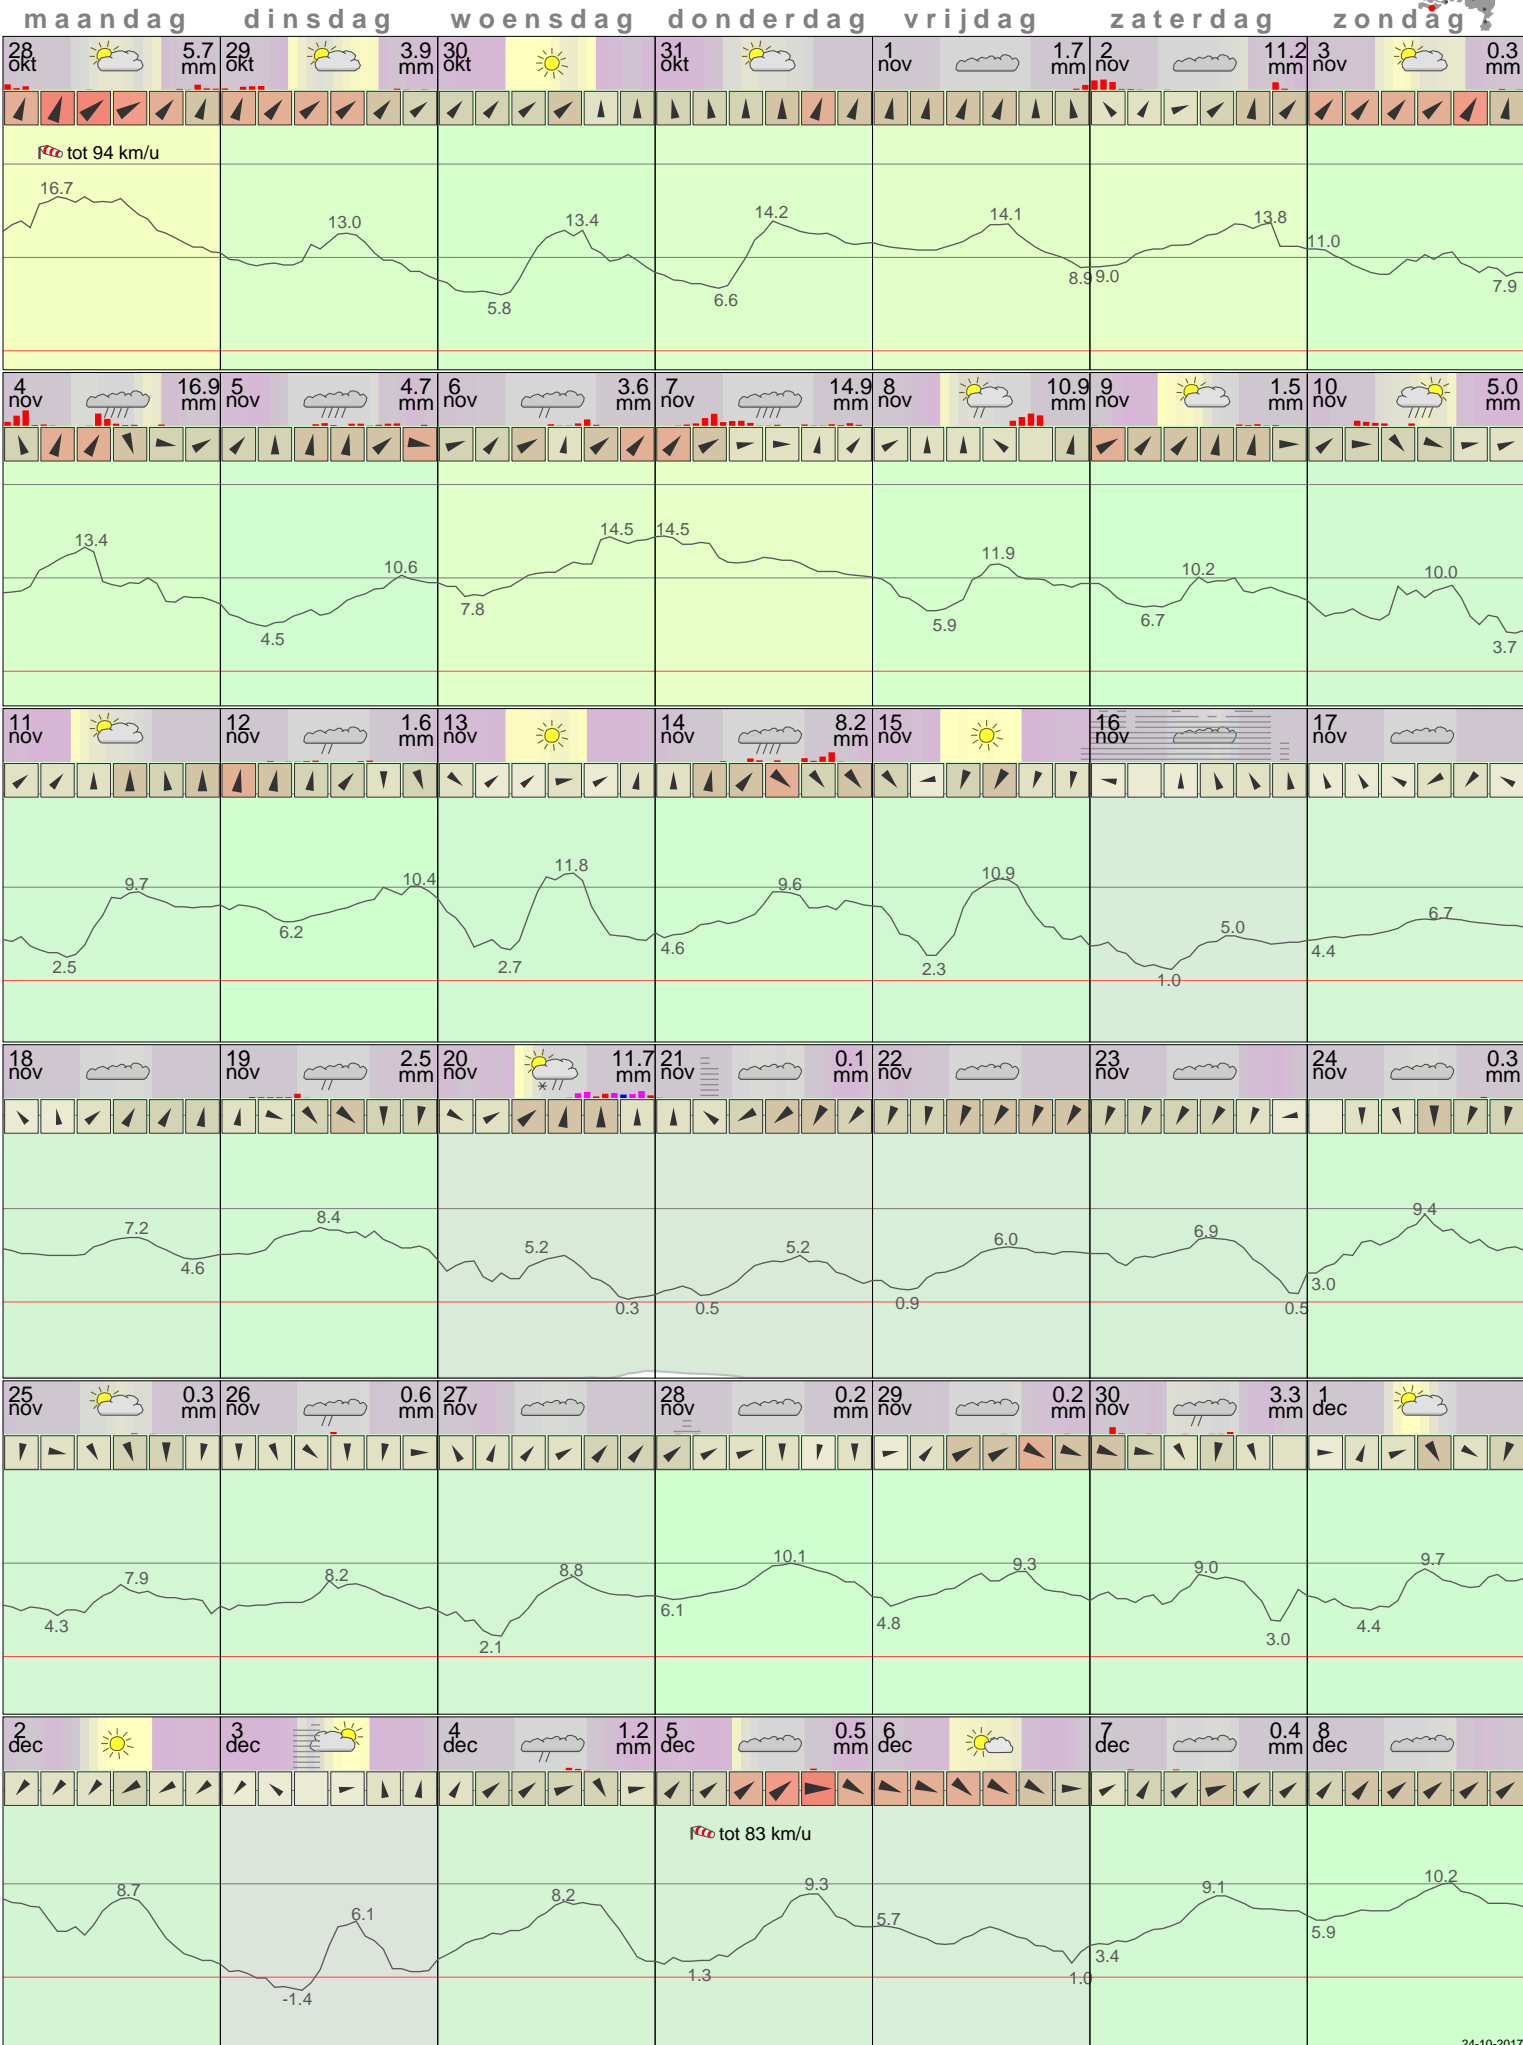 maandag dinsdag woensdag donderdag vrijdag zaterdag zondag
28 okt 5.7 mm 29 okt 3.9 mm 30 okt 31 okt 1 nov 1.7 mm 2 nov 11.2 mm 3 nov 0.3 mm
tot 94 km/u
16.7 13.0 5.8 13.4 6.6 14.2 14.1 8.9 9.0 13.8 11.0 7.9
4 nov 16.9 mm 5 nov 4.7 mm 6 nov 3.6 mm 7 nov 14.9 mm 8 nov 10.9 mm 9 nov 1.5 mm 10 nov 5.0 mm
13.4 4.5 10.6 7.8 14.5 14.5 5.9 11.9 6.7 10.2 10.0 3.7
11 nov 12 nov 1.6 mm 13 nov 14 nov 8.2 mm 15 nov 16 nov 17 nov
2.5 9.7 6.2 10.4 2.7 11.8 4.6 9.6 2.3 10.9 1.0 5.0 4.4 6.7
18 nov 19 nov 2.5 mm 20 nov 11.7 mm 21 nov 0.1 mm 22 nov 23 nov 24 nov 0.3 mm
7.2 4.6 8.4 5.2 0.3 0.5 5.2 0.9 6.0 6.9 0.5 3.0 9.4
25 nov 0.3 mm 26 nov 0.6 mm 27 nov 28 nov 0.2 mm 29 nov 0.2 mm 30 nov 3.3 mm 1 dec
4.3 7.9 8.2 2.1 8.8 6.1 10.1 4.8 9.3 9.0 3.0 4.4 9.7
2 dec 3 dec 4 dec 1.2 mm 5 dec 0.5 mm 6 dec 7 dec 0.4 mm 8 dec
tot 83 km/u
8.7 -1.4 6.1 8.2 1.3 9.3 5.7 1.0 3.4 9.1 5.9 10.2
24-10-2017